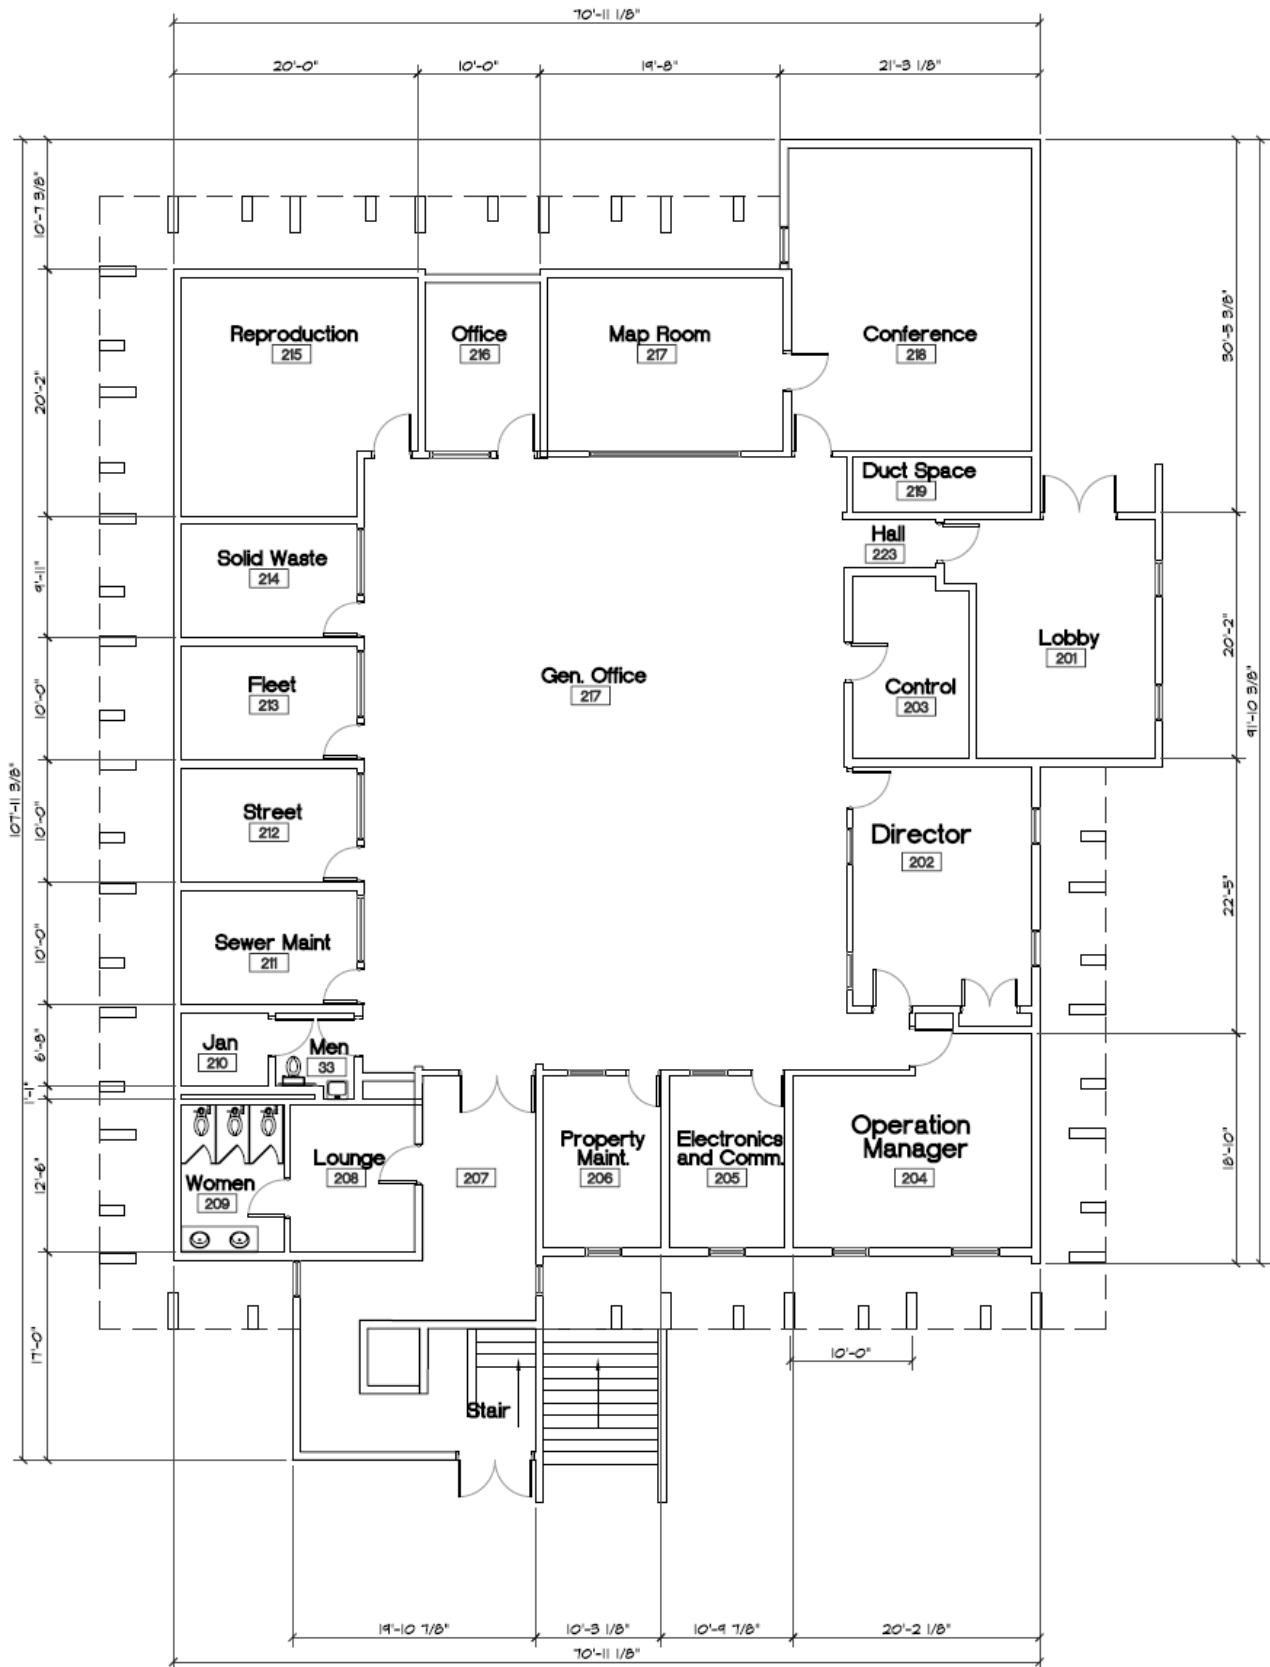 70'-11 1/8"
20'-0"
10'-0"
19'-8"
21'-3 1/8"
10'-7 3/8"
20'-2"
9'-11"
10'-0"
10'-0"
10'-0"
6'-8"
1'-1"
12'-6"
17'-0"
107'-11 3/8"
30'-5 3/8"
20'-2"
22'-5"
18'-10"
91'-10 3/8"
Reproduction
215
Office
216
Map Room
217
Conference
218
Duct Space
219
Hall
223
Solid Waste
214
Lobby
201
Gen. Office
217
Fleet
213
Control
203
Street
212
Director
202
Sewer Maint
211
Jan
210
Men
33
Operation
Manager
204
Property
Maint.
206
Electronics
and Comm.
205
Lounge
208
207
Women
209
10'-0"
Stair
19'-10 7/8"
10'-3 1/8"
10'-9 7/8"
20'-2 1/8"
70'-11 1/8"